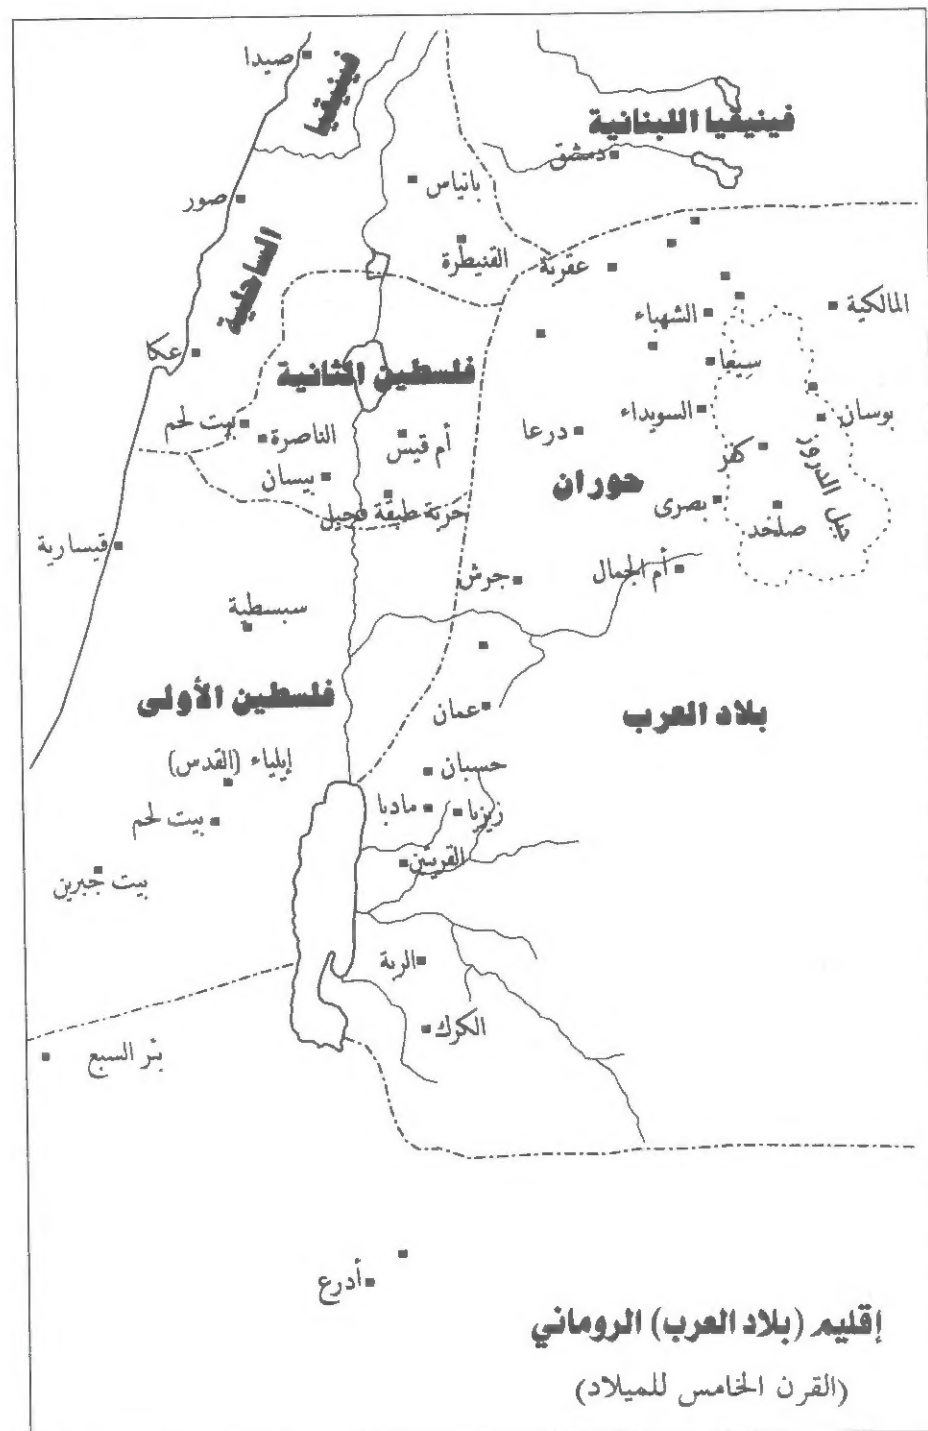 صيدا
فينيقيا
فينيقيا اللبنانية
دمشق
بانياس
صور
الساحلية
القنيطرة
عقربة
المالكية
الشهباء
عكا
سيعا
فلسطين الثانية
بيت لحم
الناصرة
أم قيس
درعا
السويداء
بوسان
بيسان
كفر
جبل الدروز
حوران
خربة طبقة فحيل
بصرى
صلخد
قيسارية
جرش
أم الجمال
سبسطية
فلسطين الأولى
عمان
بلاد العرب
إيلياء (القدس)
حسبان
بيت لحم
مادبا
زيزيا
القريتين
بيت جبرين
الربة
الكرك
بئر السبع
أدرع
إقليم (بلاد العرب) الروماني
(القرن الخامس للميلاد)